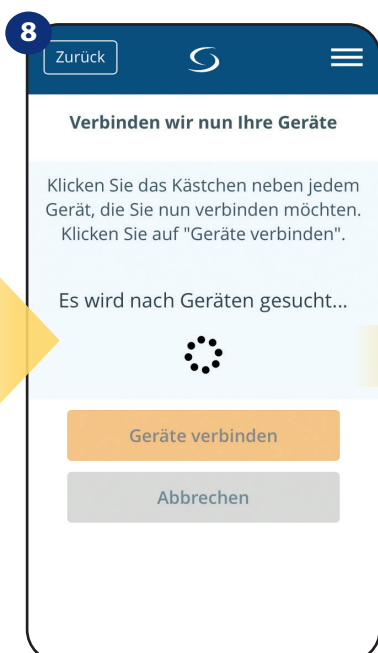 8
Zurück
Verbinden wir nun Ihre Geräte
Klicken Sie das Kästchen neben jedem
Gerät, die Sie nun verbinden möchten.
Klicken Sie auf "Geräte verbinden".
Es wird nach Geräten gesucht...
Geräte verbinden
Abbrechen